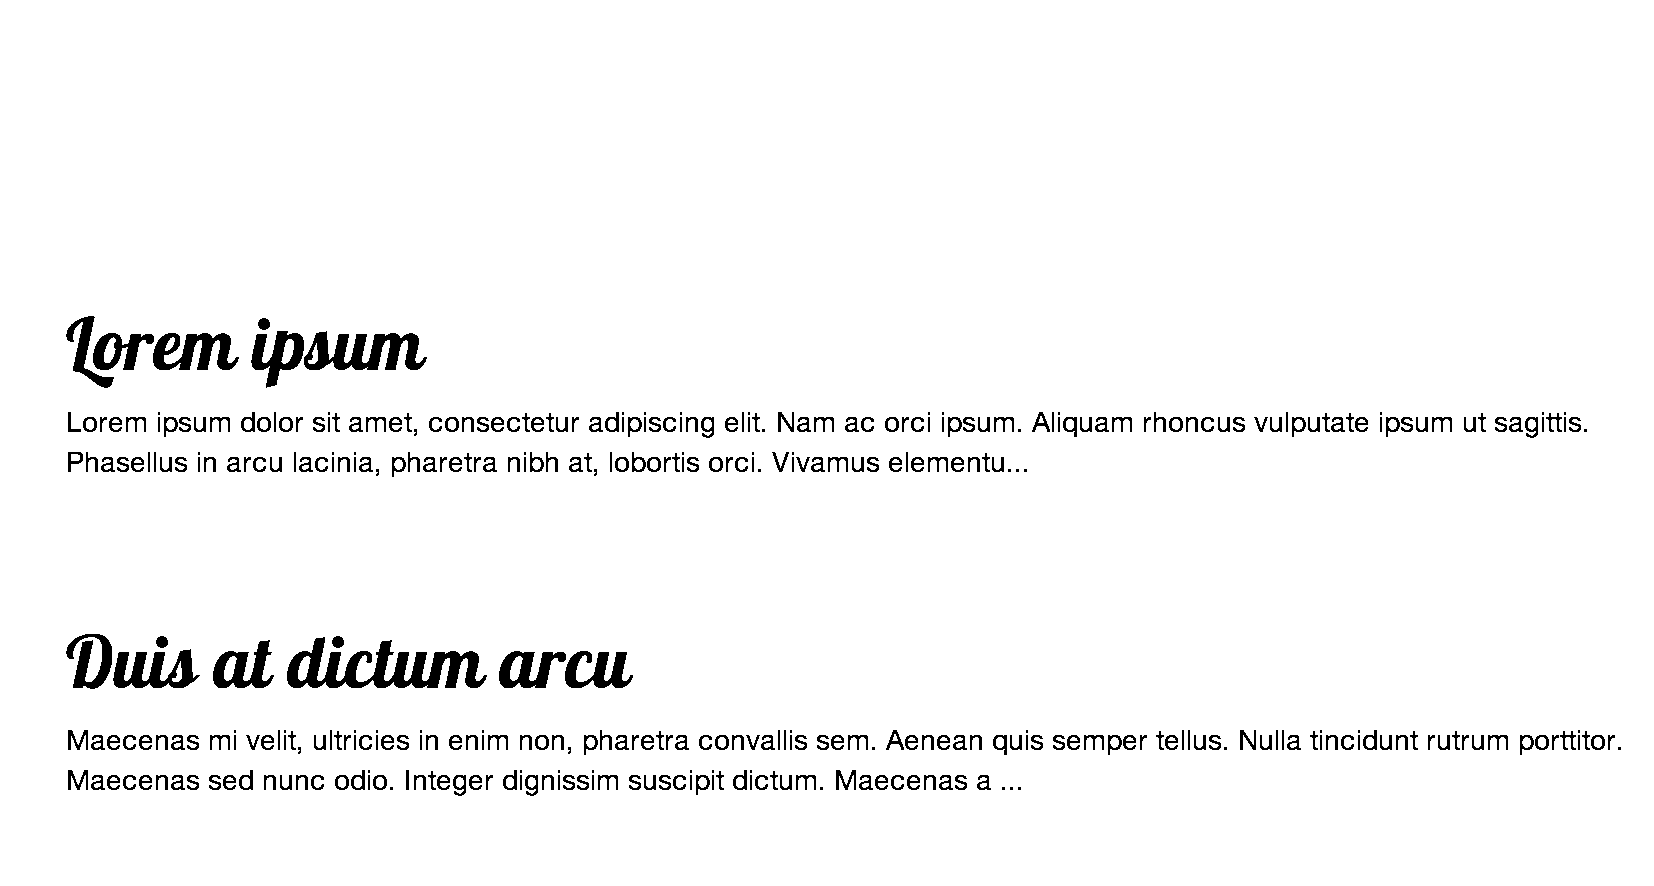 Lorem ipsum
Lorem ipsum dolor sit amet, consectetur adipiscing elit. Nam ac orci ipsum. Aliquam rhoncus vulputate ipsum ut sagittis.
Phasellus in arcu lacinia, pharetra nibh at, lobortis orci. Vivamus elementu...
Duis at dictum arcu
Maecenas mi velit, ultricies in enim non, pharetra convallis sem. Aenean quis semper tellus. Nulla tincidunt rutrum porttitor.
Maecenas sed nunc odio. Integer dignissim suscipit dictum. Maecenas a ...